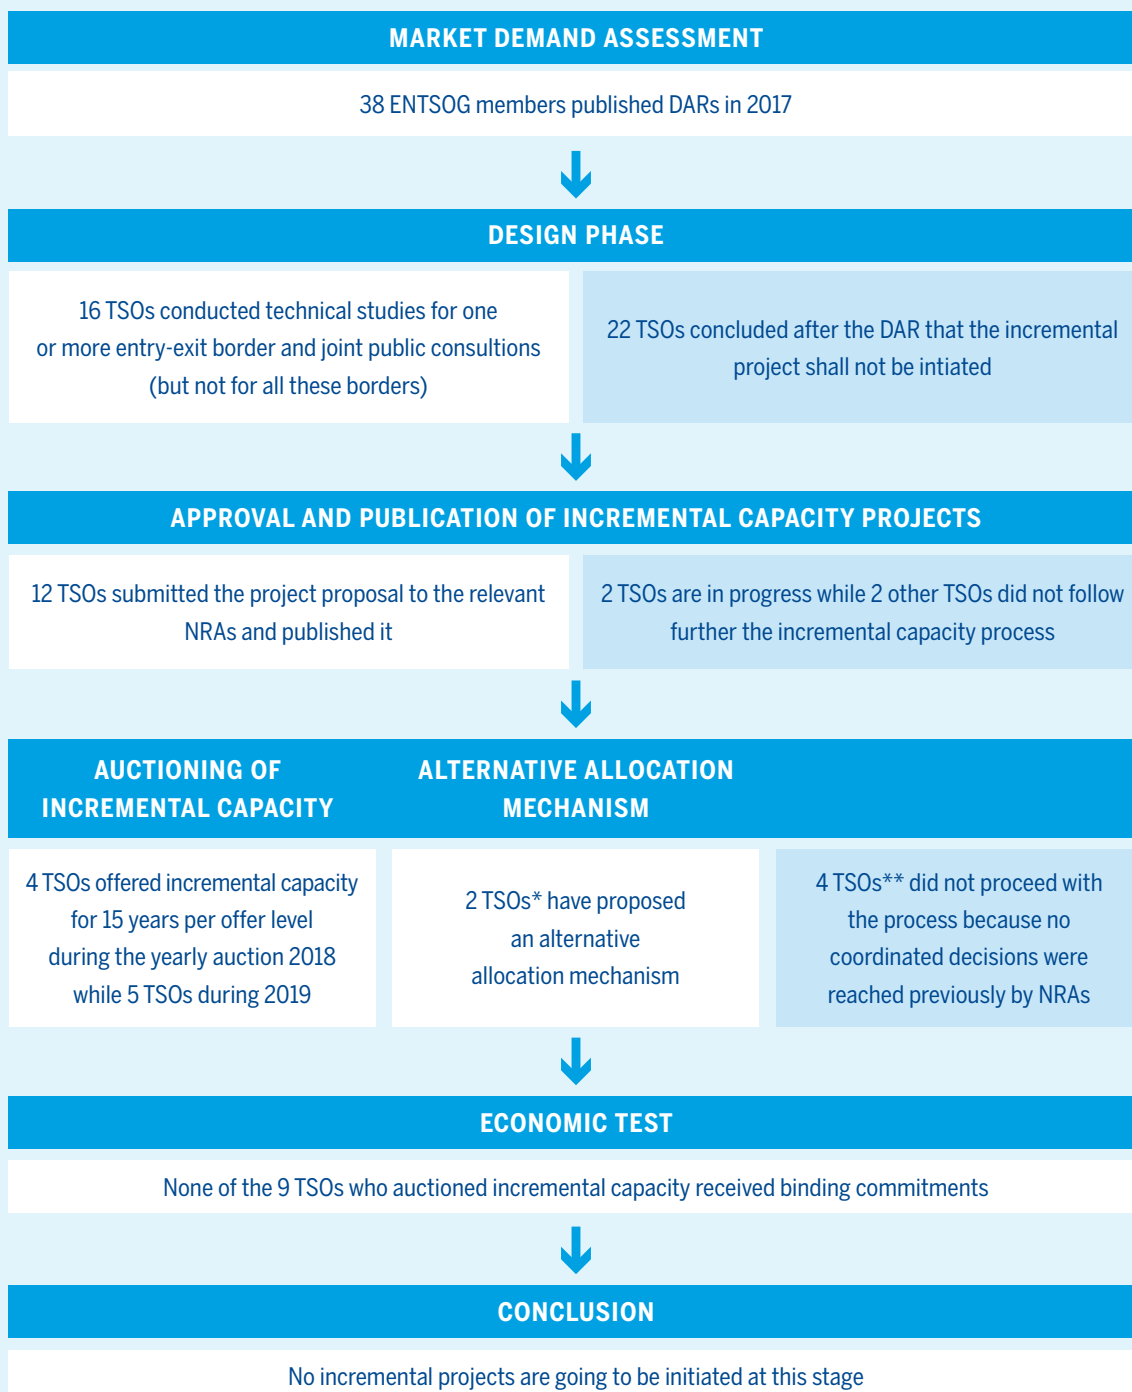 MARKET DEMAND ASSESSMENT
38 ENTSOG members published DARs in 2017
DESIGN PHASE
16 TSOs conducted technical studies for one
or more entry-exit border and joint public consultions
(but not for all these borders)
22 TSOs concluded after the DAR that the incremental
project shall not be intiated
APPROVAL AND PUBLICATION OF INCREMENTAL CAPACITY PROJECTS
12 TSOs submitted the project proposal to the relevant
NRAs and published it
2 TSOs are in progress while 2 other TSOs did not follow
further the incremental capacity process
AUCTIONING OF
INCREMENTAL CAPACITY
ALTERNATIVE ALLOCATION
MECHANISM
4 TSOs offered incremental capacity
for 15 years per offer level
during the yearly auction 2018
while 5 TSOs during 2019
2 TSOs* have proposed
an alternative
allocation mechanism
4 TSOs** did not proceed with
the process because no
coordinated decisions were
reached previously by NRAs
ECONOMIC TEST
None of the 9 TSOs who auctioned incremental capacity received binding commitments
CONCLUSION
No incremental projects are going to be initiated at this stage